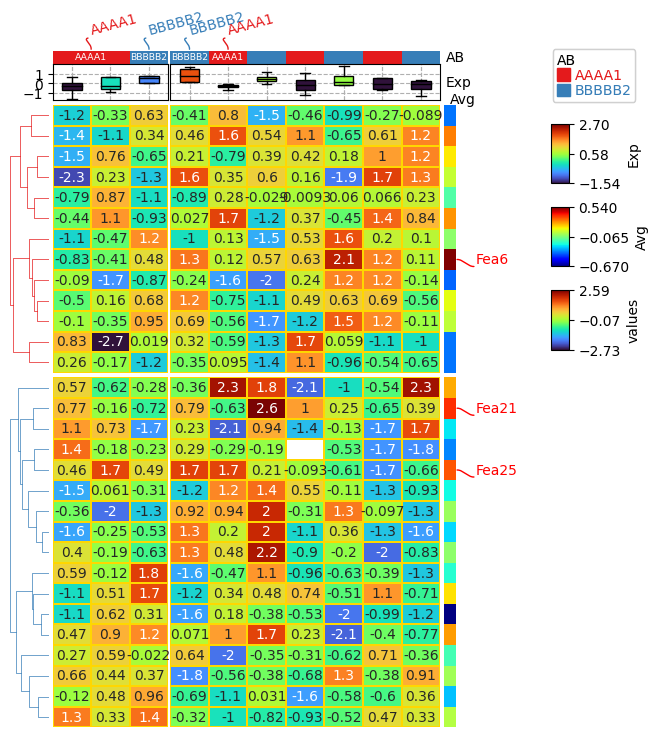 AAAA1 BBBBB2 BBBBB2 AAAA1
AAAA1 BBBBB2 BBBBB2 AAAA1 AB
1
0
−1
Exp
Avg
-1.2 -0.33 0.63 -0.41 0.8 -1.5 -0.46 -0.99 -0.27 -0.089
-1.4 -1.1 0.34 0.46 1.6 0.54 1.1 -0.65 0.61 1.2
-1.5 0.76 -0.65 0.21 -0.79 0.39 0.42 0.18 1 1.2
-2.3 0.23 -1.3 1.6 0.35 0.6 0.16 -1.9 1.7 1.3
-0.79 0.87 -1.1 -0.89 0.28 -0.029 0.0093 0.06 0.066 0.23
-0.44 1.1 -0.93 0.027 1.7 -1.2 0.37 -0.45 1.4 0.84
-1.1 -0.47 1.2 -1 0.13 -1.5 0.53 1.6 0.2 0.1
-0.83 -0.41 0.48 1.3 0.12 0.57 0.63 2.1 1.2 0.11 Fea6
-0.09 -1.7 -0.87 -0.24 -1.6 -2 0.24 1.2 1.2 -0.14
-0.5 0.16 0.68 1.2 -0.75 -1.1 0.49 0.63 0.69 -0.56
-0.1 -0.35 0.95 0.69 -0.56 -1.7 -1.2 1.5 1.2 -0.11
0.83 -2.7 0.019 0.32 -0.59 -1.3 1.7 0.059 -1.1 -1
0.26 -0.17 -1.2 -0.35 0.095 -1.4 1.1 -0.96 -0.54 -0.65
0.57 -0.62 -0.28 -0.36 2.3 1.8 -2.1 -1 -0.54 2.3
0.77 -0.16 -0.72 0.79 -0.63 2.6 1 0.25 -0.65 0.39 Fea21
1.1 0.73 -1.7 0.23 -2.1 0.94 -1.4 -0.13 -1.7 1.7
1.4 -0.18 -0.23 0.29 -0.29 -0.19 -0.53 -1.7 -1.8
0.46 1.7 0.49 1.7 1.7 0.21 -0.093 -0.61 -1.7 -0.66 Fea25
-1.5 0.061 -0.31 -1.2 1.2 1.4 0.55 -0.11 -1.3 -0.93
-0.36 -2 -1.3 0.92 0.94 2 -0.31 1.3 -0.097 -1.3
-1.6 -0.25 -0.53 1.3 0.2 2 -1.1 0.36 -1.3 -1.6
0.4 -0.19 -0.63 1.3 0.48 2.2 -0.9 -0.2 -2 -0.83
0.59 -0.12 1.8 -1.6 -0.47 1.1 -0.96 -0.63 -0.39 -1.3
-1.1 0.51 1.7 -1.2 0.34 0.48 0.74 -0.51 1.1 -0.71
-1.1 0.62 0.31 -1.6 0.18 -0.38 -0.53 -2 -0.99 -1.2
0.47 0.9 1.2 0.071 1 1.7 0.23 -2.1 -0.4 -0.77
0.27 0.59 -0.022 0.64 -2 -0.35 -0.31 -0.62 0.71 -0.36
0.66 0.44 0.37 -1.8 -0.56 -0.38 -0.68 1.3 -0.38 0.91
-0.12 0.48 0.96 -0.69 -1.1 0.031 -1.6 -0.58 -0.6 0.36
1.3 0.33 1.4 -0.32 -1 -0.82 -0.93 -0.52 0.47 0.33
AB
AAAA1
BBBBB2
2.70
0.58
−1.54
Exp
0.540
−0.065
−0.670
Avg
2.59
−0.07
−2.73
values